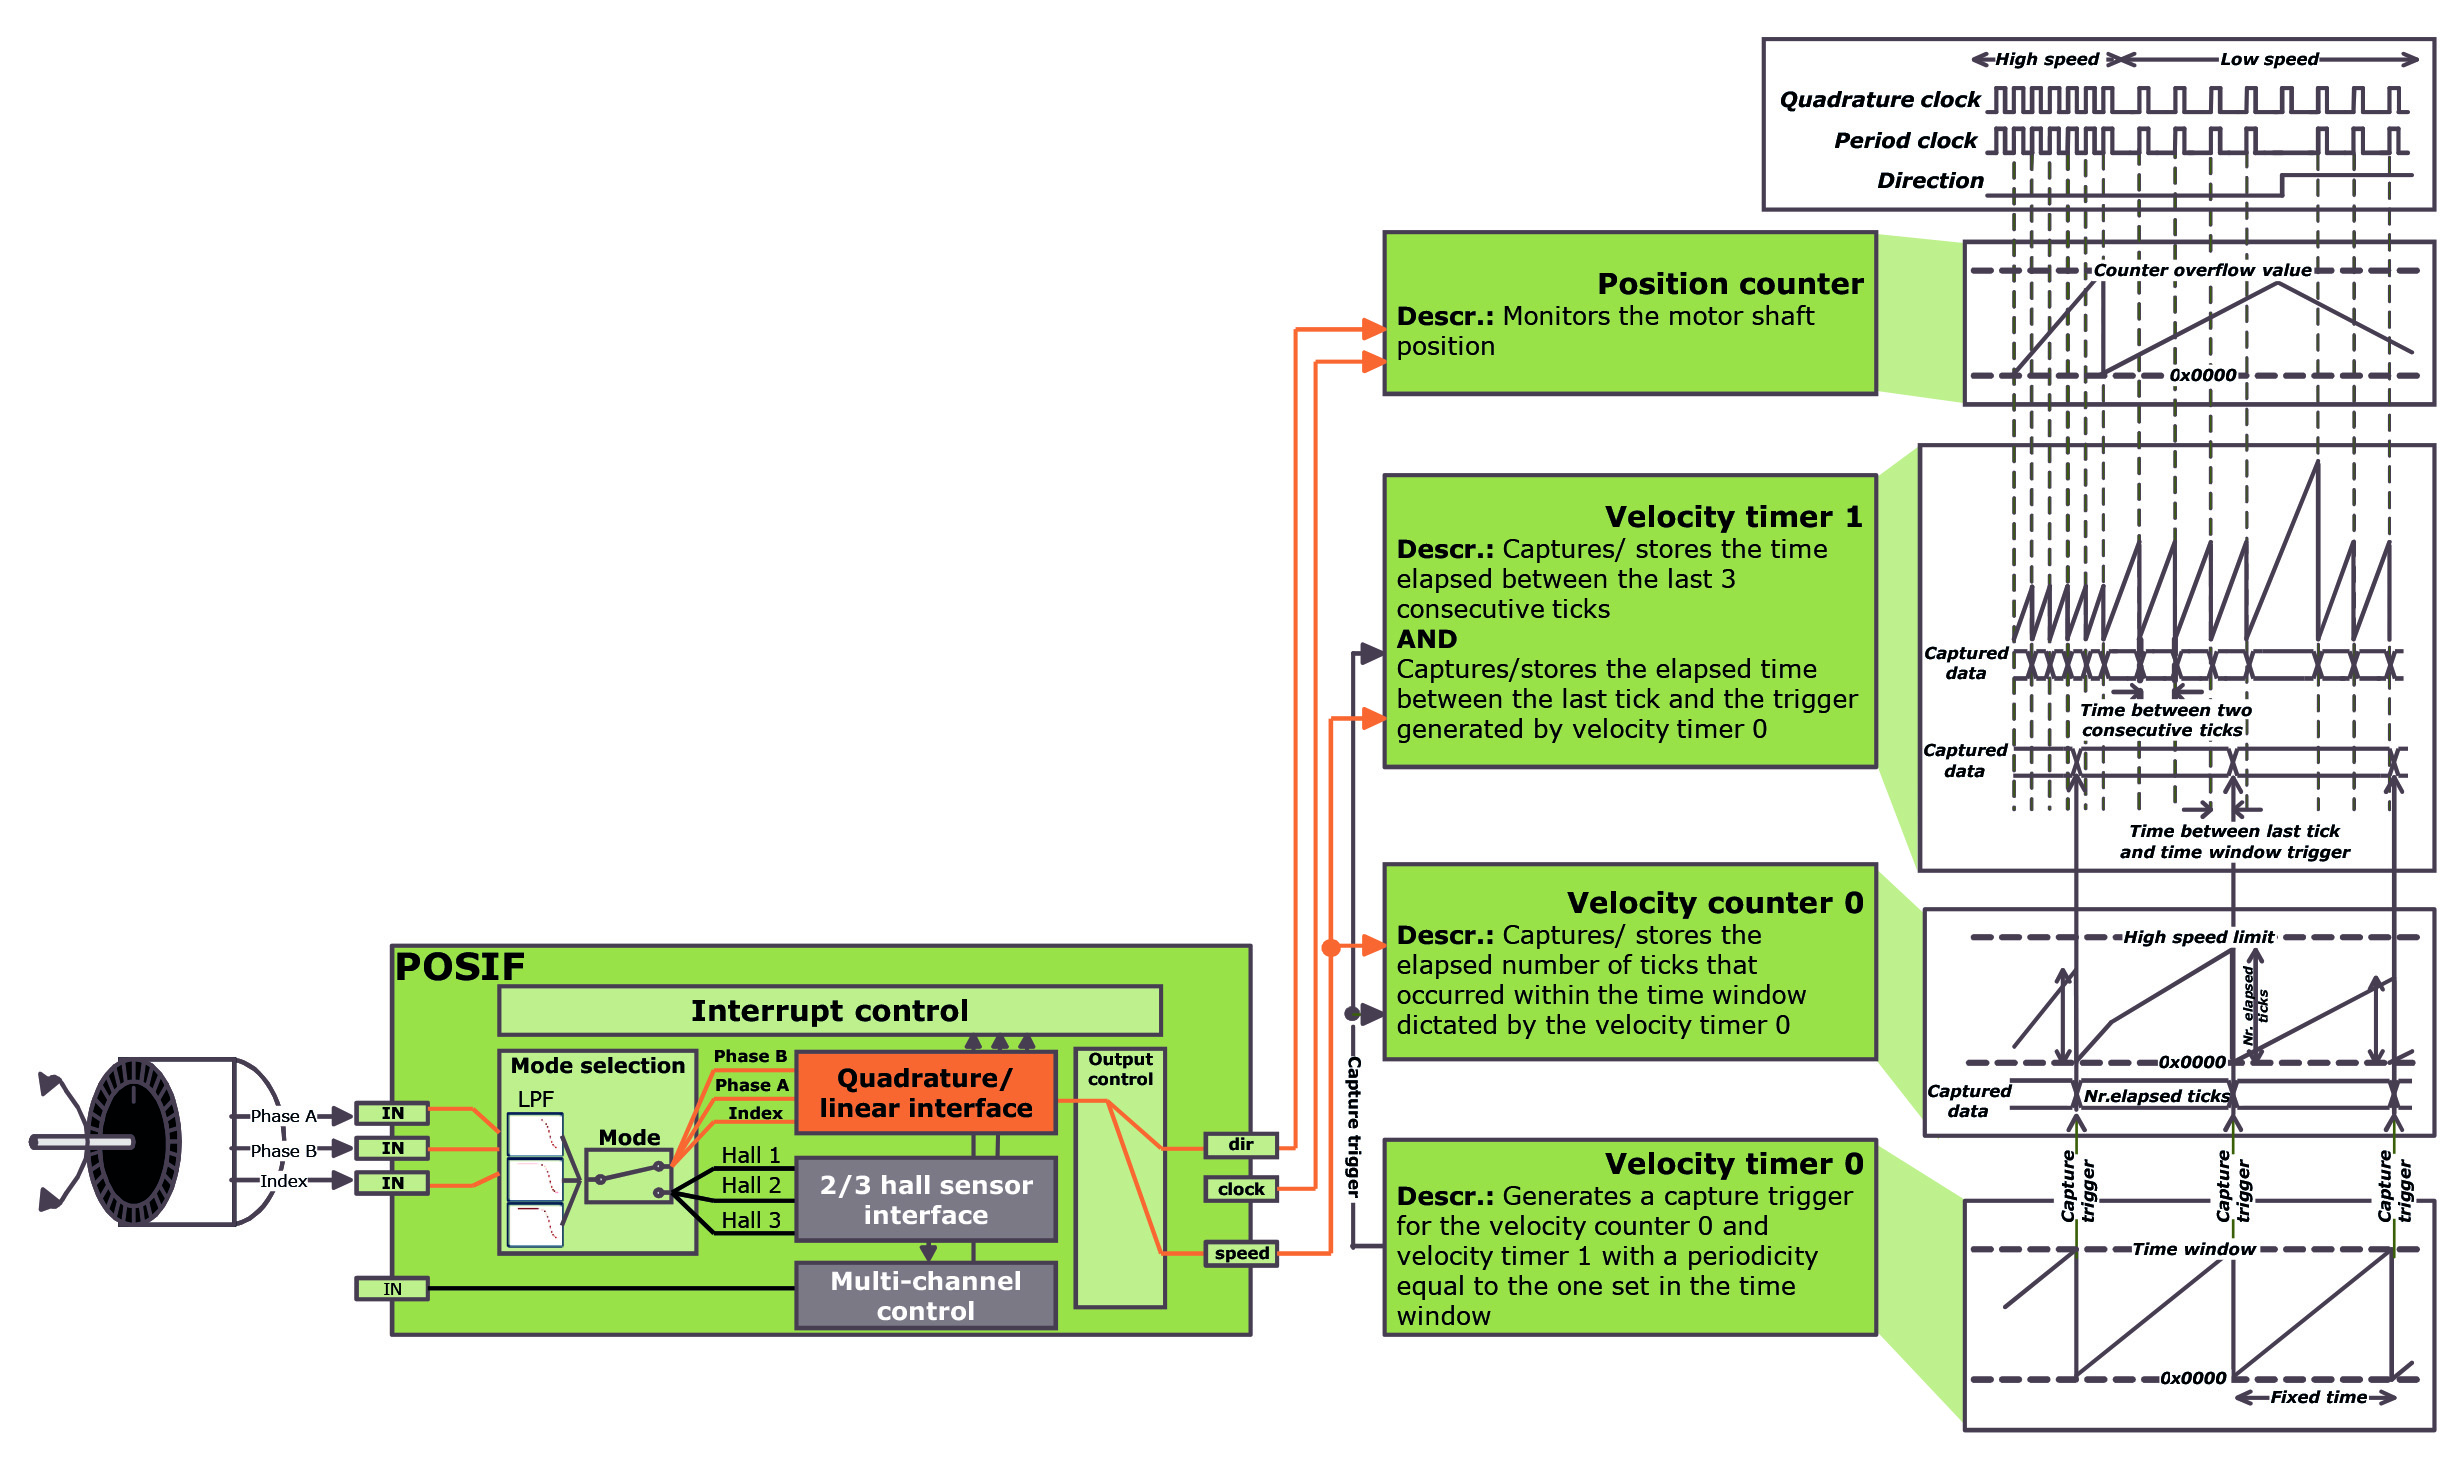 High speed
Low speed
Quadrature clock
Period clock
Direction
Position counter
Descr.: Monitors the motor shaft
position
Counter overflow value
0x0000
Velocity timer 1
Descr.: Captures/ stores the time
elapsed between the last 3
consecutive ticks
AND
Captures/stores the elapsed time
between the last tick and the trigger
generated by velocity timer 0
Captured
data
Time between two
consecutive ticks
Captured
data
Time between last tick
and time window trigger
Velocity counter 0
Descr.: Captures/ stores the
elapsed number of ticks that
occurred within the time window
dictated by the velocity timer 0
High speed limit
Nr. elapsed
ticks
0x0000
Captured
data
Nr.elapsed ticks
Capture
trigger
Capture
trigger
Capture
trigger
Capture trigger
Velocity timer 0
Descr.: Generates a capture trigger
for the velocity counter 0 and
velocity timer 1 with a periodicity
equal to the one set in the time
window
Time window
0x0000
Fixed time
POSIF
Interrupt control
Mode selection
LPF
Mode
Phase B
Phase A
Index
Quadrature/
linear interface
Output
control
Hall 1
Hall 2
Hall 3
2/3 hall sensor
interface
Multi-channel
control
Phase A
Phase B
Index
IN
IN
IN
IN
dir
clock
speed